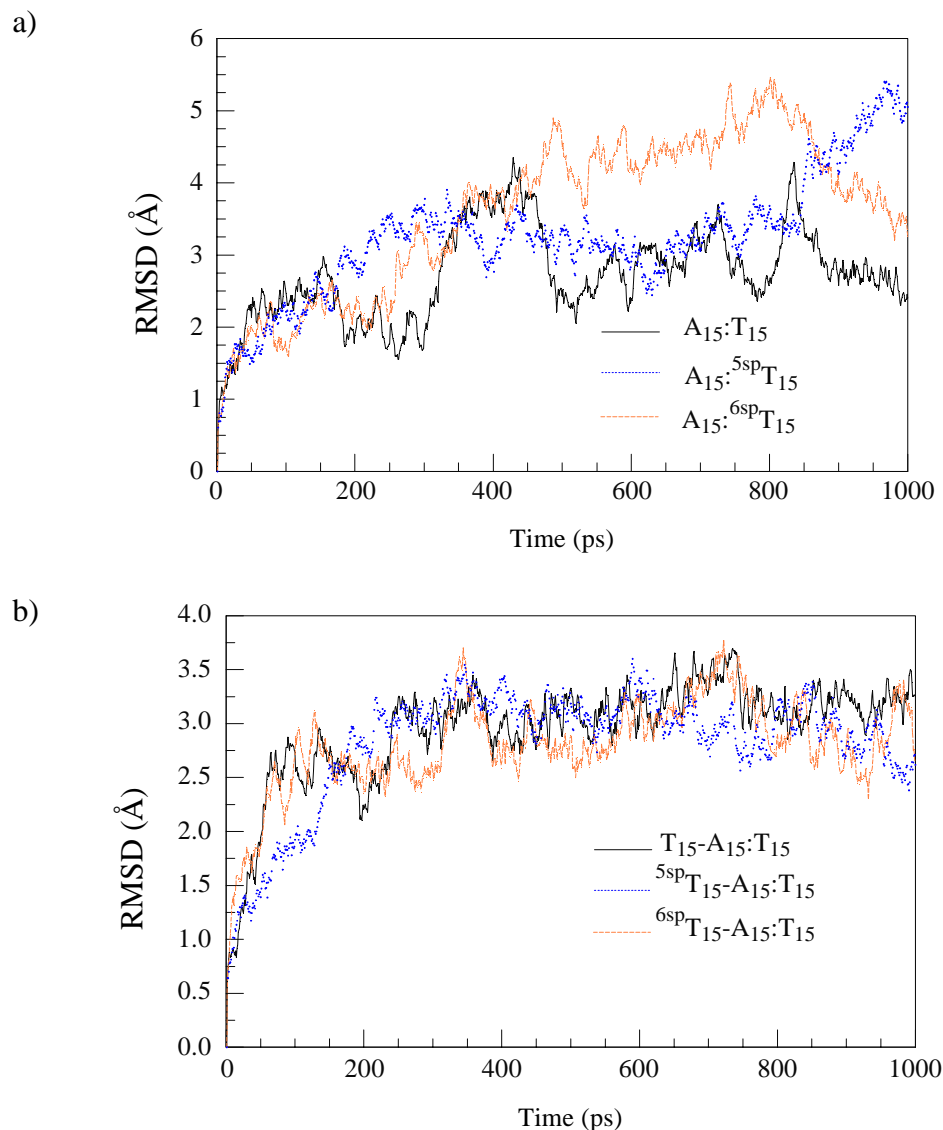 a)
6
5
4
3
2
1
0
RMSD (Å)
A15:T15
A15:5spT15
A15:6spT15
0 200 400 600 800 1000
Time (ps)
b)
4.0
3.5
3.0
2.5
2.0
1.5
1.0
0.5
0.0
RMSD (Å)
T15-A15:T15
5spT15-A15:T15
6spT15-A15:T15
0 200 400 600 800 1000
Time (ps)